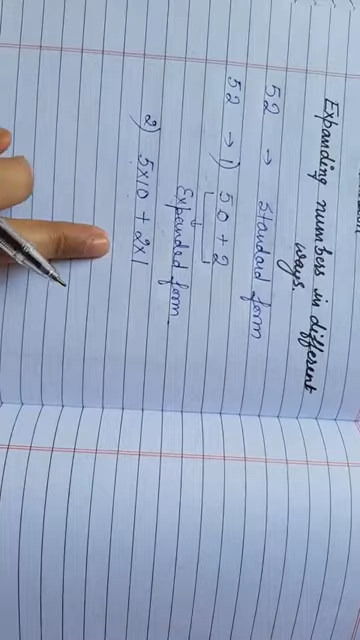 Expanding numbers in different
ways.
52 → Standard form
52 → 1) 50 + 2
Expanded form
2) 5×10 + 2×1